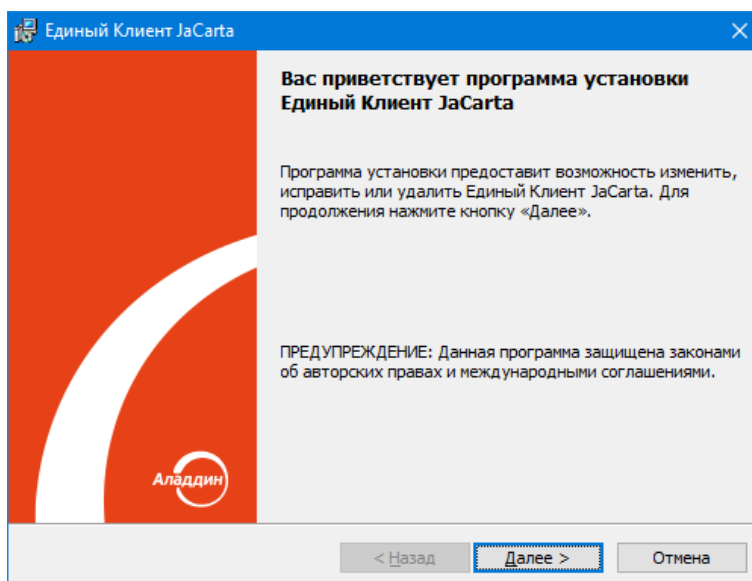 Единый Клиент JaCarta
Вас приветствует программа установки
Единый Клиент JaCarta
Программа установки предоставит возможность изменить,
исправить или удалить Единый Клиент JaCarta. Для
продолжения нажмите кнопку «Далее».
ПРЕДУПРЕЖДЕНИЕ: Данная программа защищена законами
об авторских правах и международными соглашениями.
Аладдин
< Назад
Далее >
Отмена